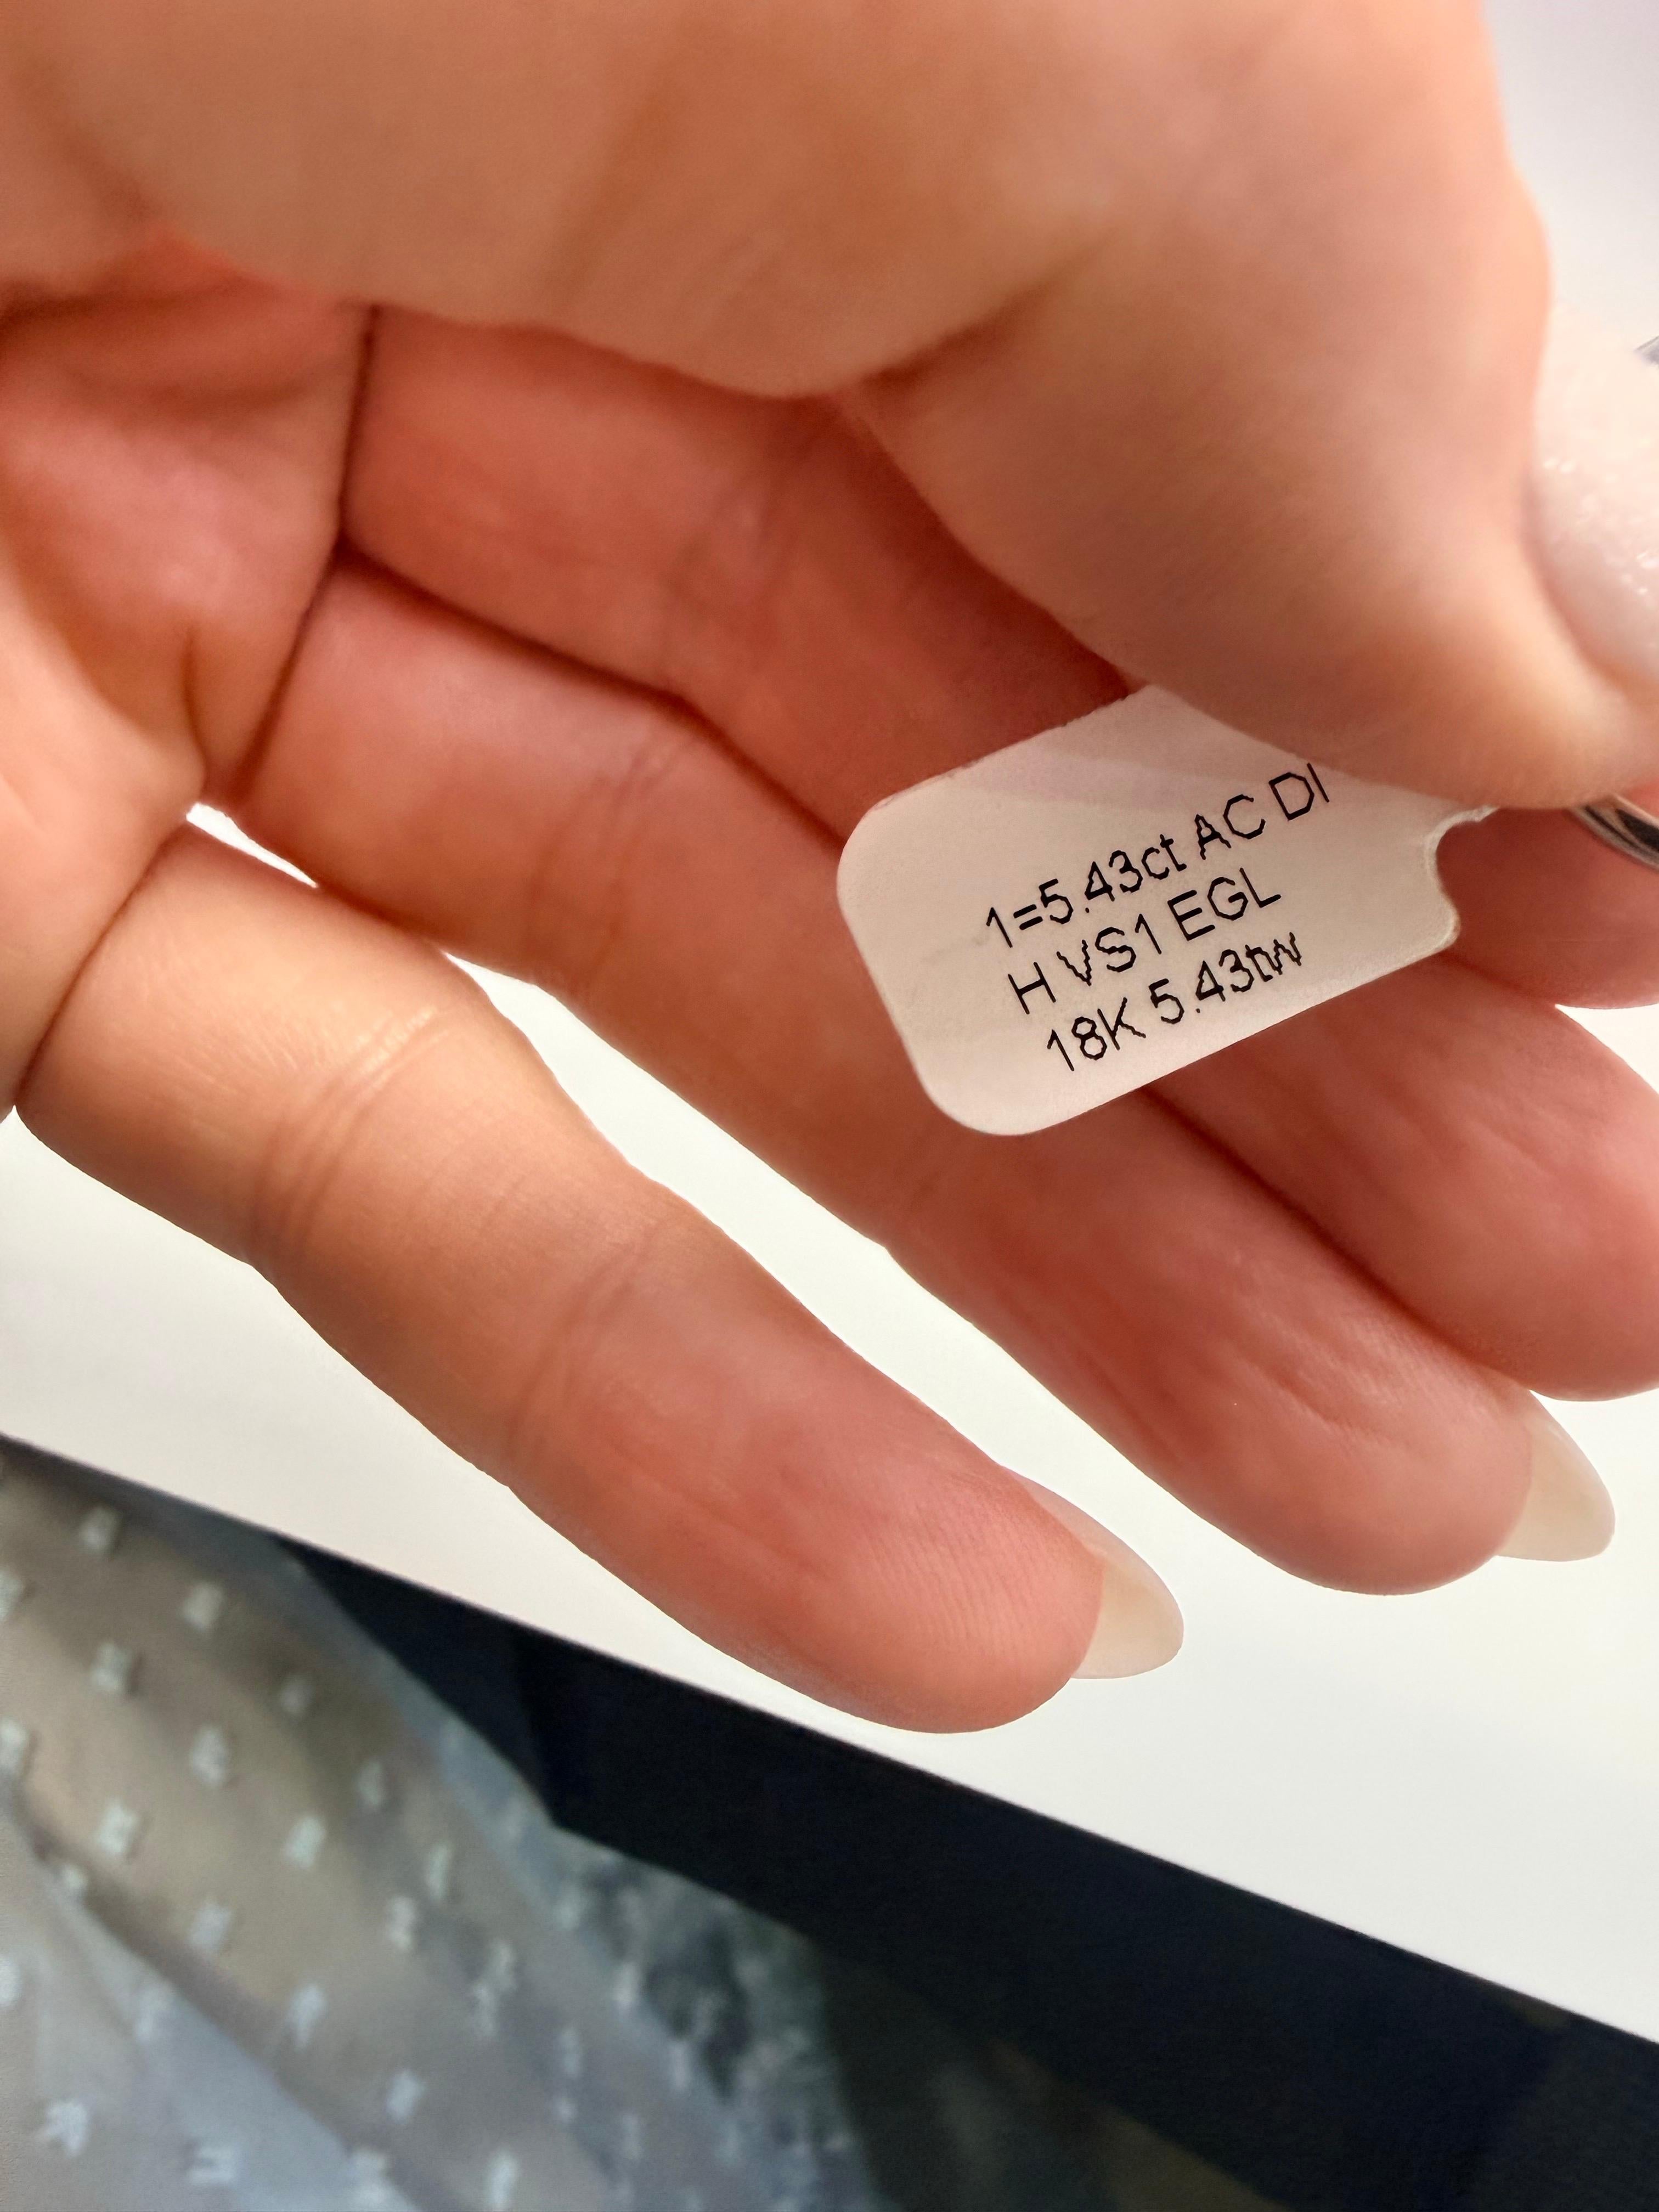 1=5.43ct AC DI
H VS1 EGL
18K 5.43tw